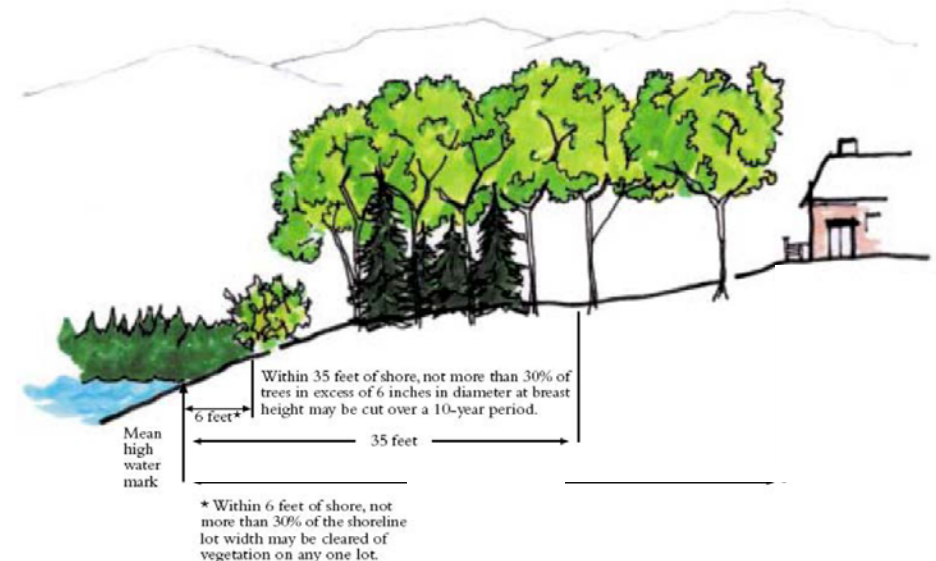 Within 35 feet of shore, not more than 30% of
trees in excess of 6 inches in diameter at breast
height may be cut over a 10-year period.
6 feet*
35 feet
Mean
high
water
mark
* Within 6 feet of shore, not
more than 30% of the shoreline
lot width may be cleared of
vegetation on any one lot.